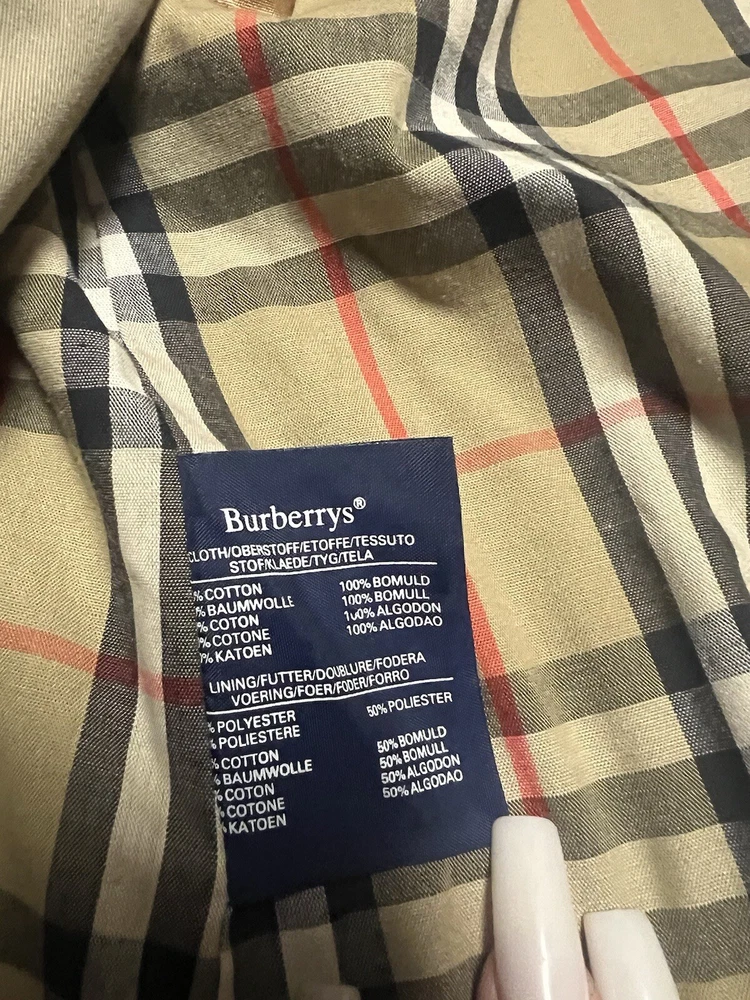 Burberrys®
CLOTH/OBERSTOFF/ETOFFE/TESSUTO
STOF/KLAEDE/TYG/TELA
% COTTON 100% BOMULD
% BAUMWOLLE 100% BOMULL
% COTON 100% ALGODON
% COTONE 100% ALGODAO
% KATOEN
LINING/FUTTER/DOUBLURE/FODERA
VOERING/FOER/FODER/FORRO
% POLYESTER 50% POLIESTER
% POLIESTERE
% COTTON 50% BOMULD
% BAUMWOLLE 50% BOMULL
% COTON 50% ALGODON
% COTONE 50% ALGODAO
% KATOEN